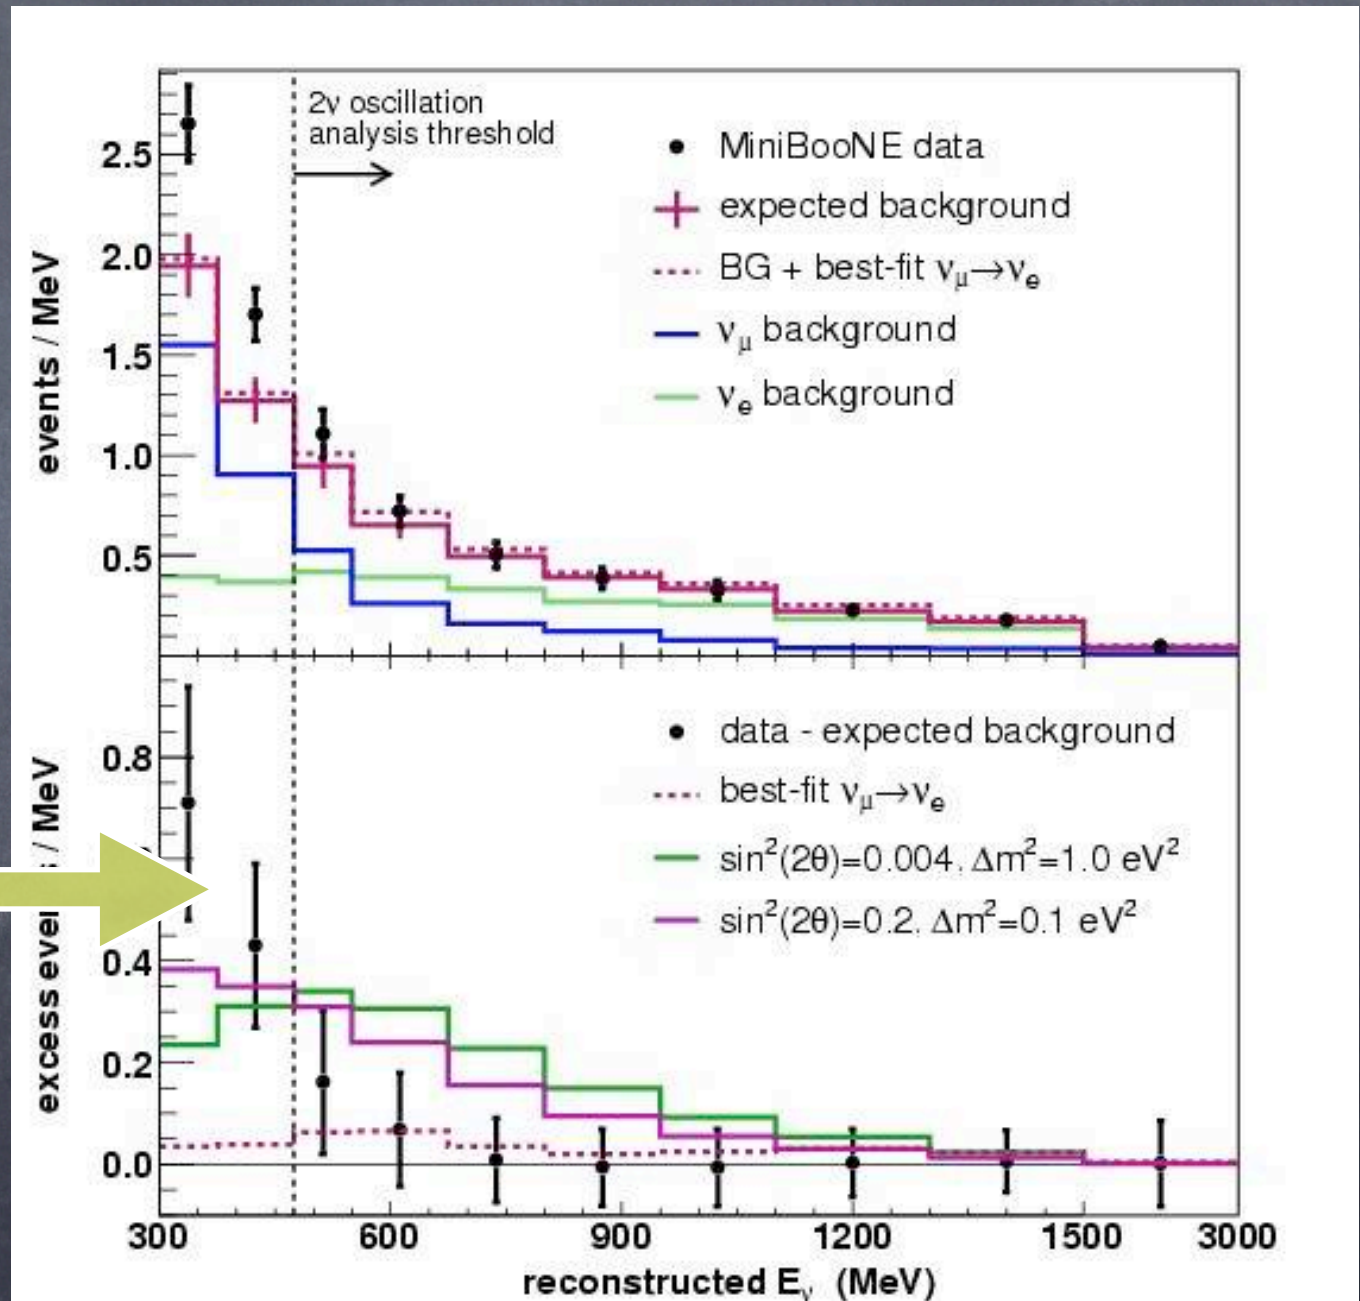 2ν oscillation
analysis threshold
MiniBooNE data
expected background
BG + best-fit νμ→νe
νμ background
νe background
events / MeV
2.5
2.0
1.5
1.0
0.5
data - expected background
best-fit νμ→νe
sin²(2θ)=0.004, Δm²=1.0 eV²
sin²(2θ)=0.2, Δm²=0.1 eV²
excess / MeV
0.8
0.4
0.2
0.0
300 600 900 1200 1500 3000
reconstructed Eν (MeV)